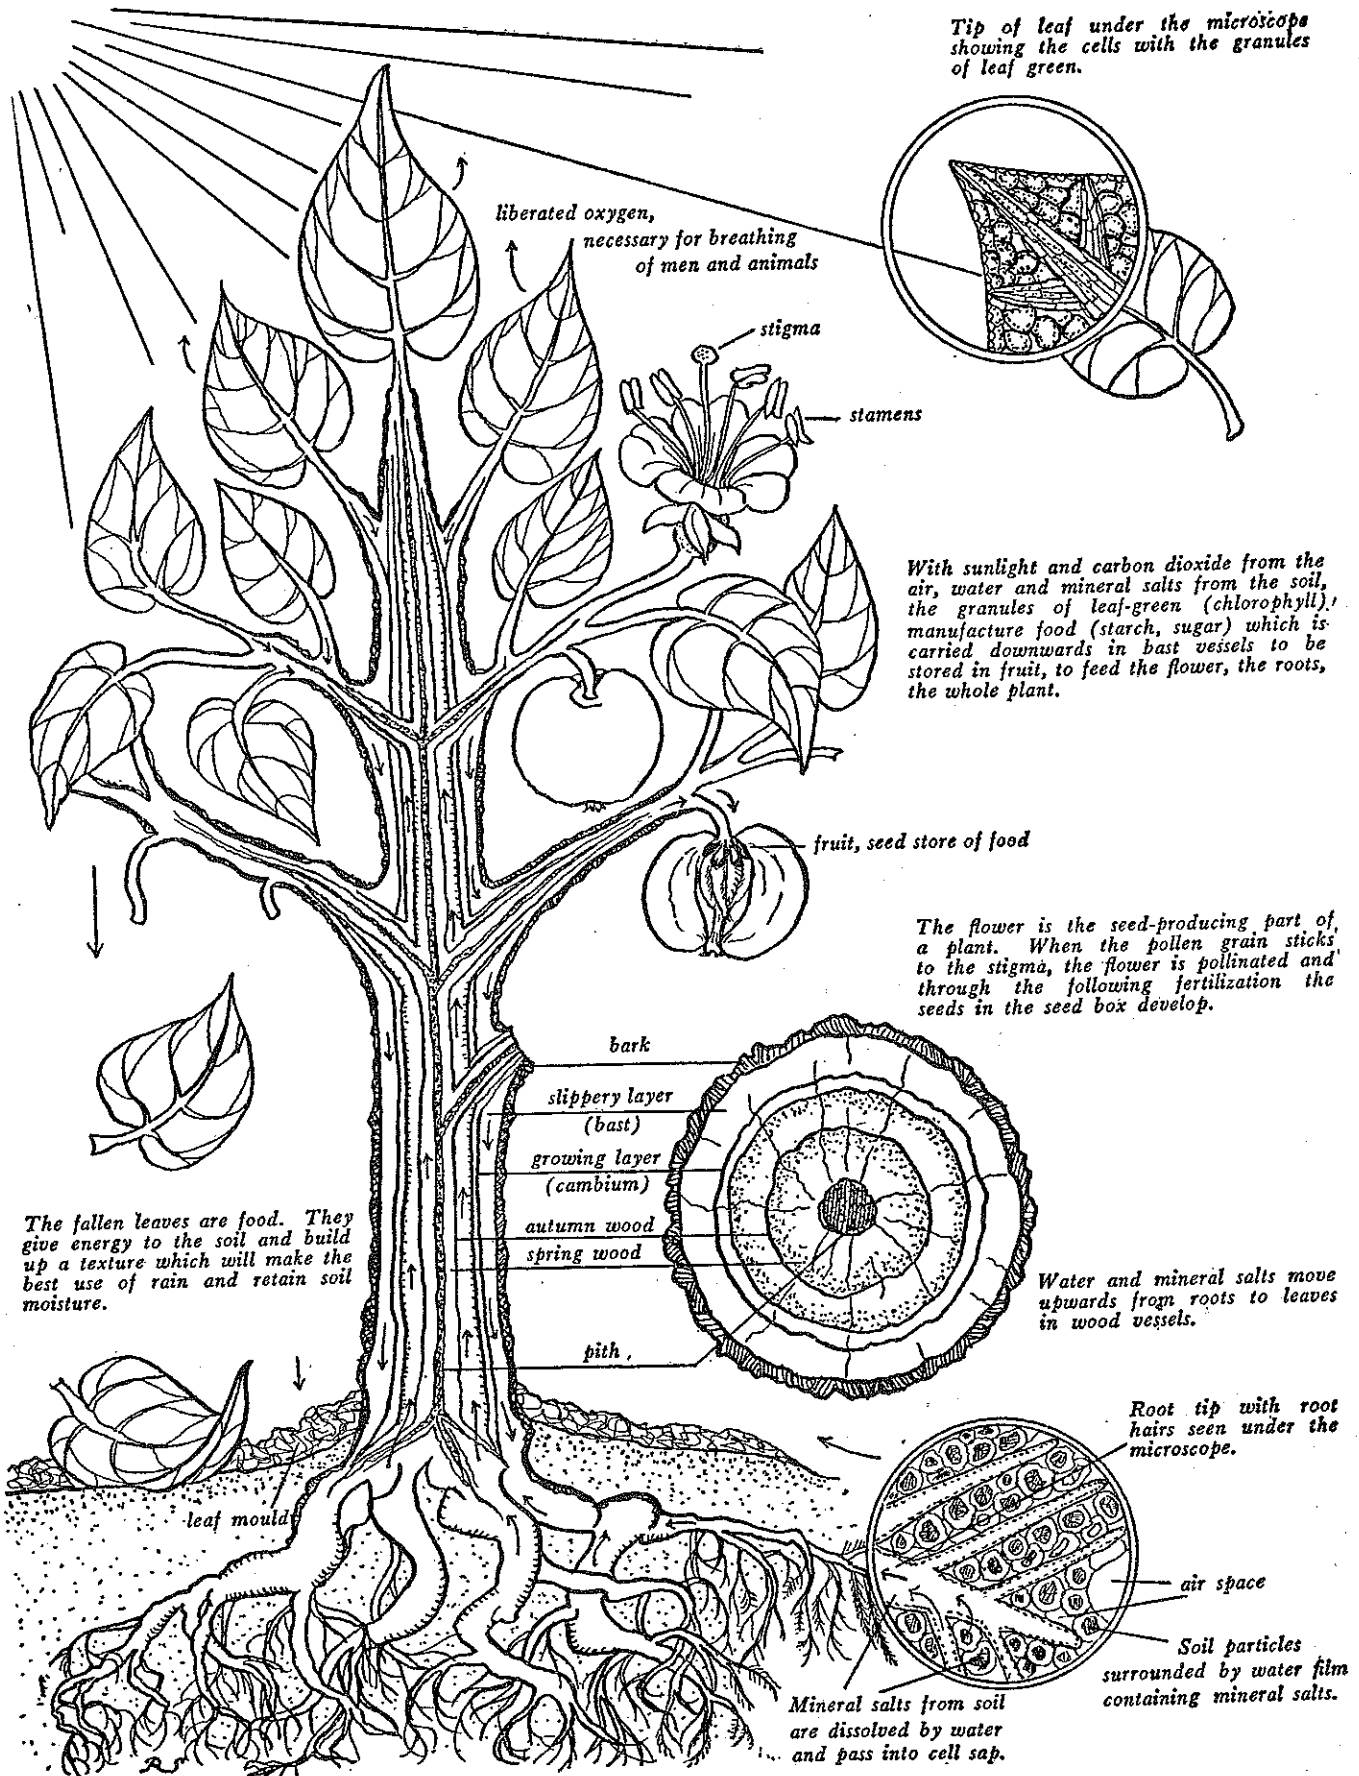 Tip of leaf under the microscope
showing the cells with the granules
of leaf green.
liberated oxygen,
necessary for breathing
of men and animals
stigma
stamens
With sunlight and carbon dioxide from the
air, water and mineral salts from the soil,
the granules of leaf-green (chlorophyll),
manufacture food (starch, sugar) which is
carried downwards in bast vessels to be
stored in fruit, to feed the flower, the roots,
the whole plant.
fruit, seed store of food
The flower is the seed-producing part of
a plant. When the pollen grain sticks
to the stigma, the flower is pollinated and
through the following fertilization the
seeds in the seed box develop.
bark
slippery layer
(bast)
growing layer
(cambium)
autumn wood
spring wood
pith
The fallen leaves are food. They
give energy to the soil and build
up a texture which will make the
best use of rain and retain soil
moisture.
Water and mineral salts move
upwards from roots to leaves
in wood vessels.
Root tip with root
hairs seen under the
microscope.
leaf mould
air space
Soil particles
surrounded by water film
containing mineral salts.
Mineral salts from soil
are dissolved by water
and pass into cell sap.